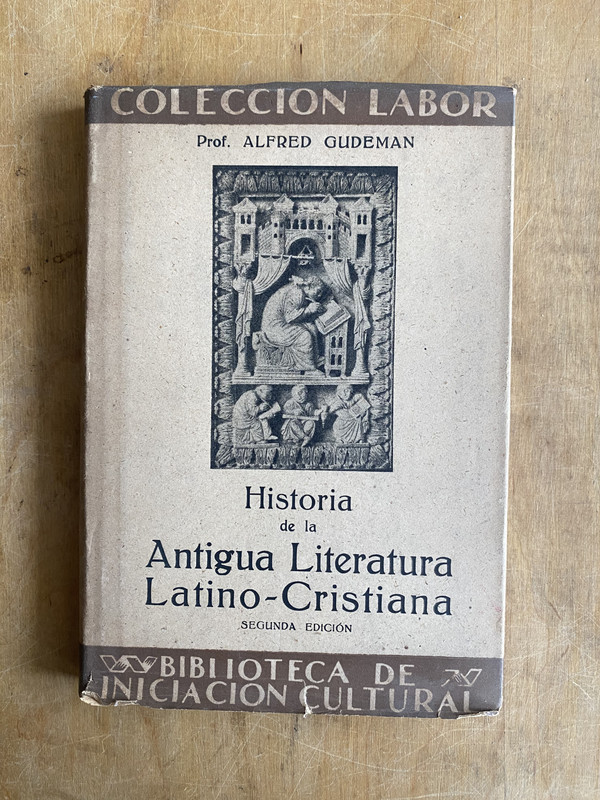 COLECCION LABOR
Prof. ALFRED GUDEMAN
Historia
de la
Antigua Literatura
Latino-Cristiana
SEGUNDA EDICIÓN
BIBLIOTECA DE
INICIACION CULTURAL